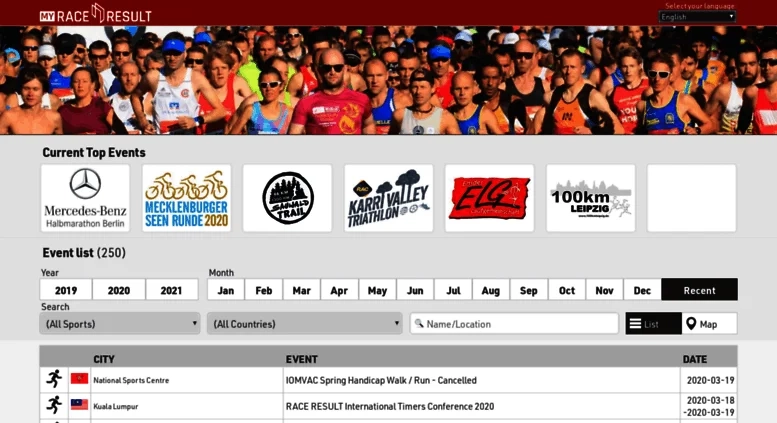 MY RACE RESULT
Select your language:
English
Current Top Events
Mercedes-Benz
Halbmarathon Berlin
MECKLENBURGER
SEEN RUNDE 2020
SAUWALD
TRAIL
RAC
KARRI VALLEY
TRIATHLON
ELG
100km
LEIPZIG
Event list (250)
Year
Month
2019 2020 2021 Jan Feb Mar Apr May Jun Jul Aug Sep Oct Nov Dec Recent
Search
(All Sports) (All Countries) Name/Location List Map
CITY EVENT DATE
National Sports Centre IOMVAC Spring Handicap Walk / Run - Cancelled 2020-03-19
Kuala Lumpur RACE RESULT International Timers Conference 2020 2020-03-18
-2020-03-19